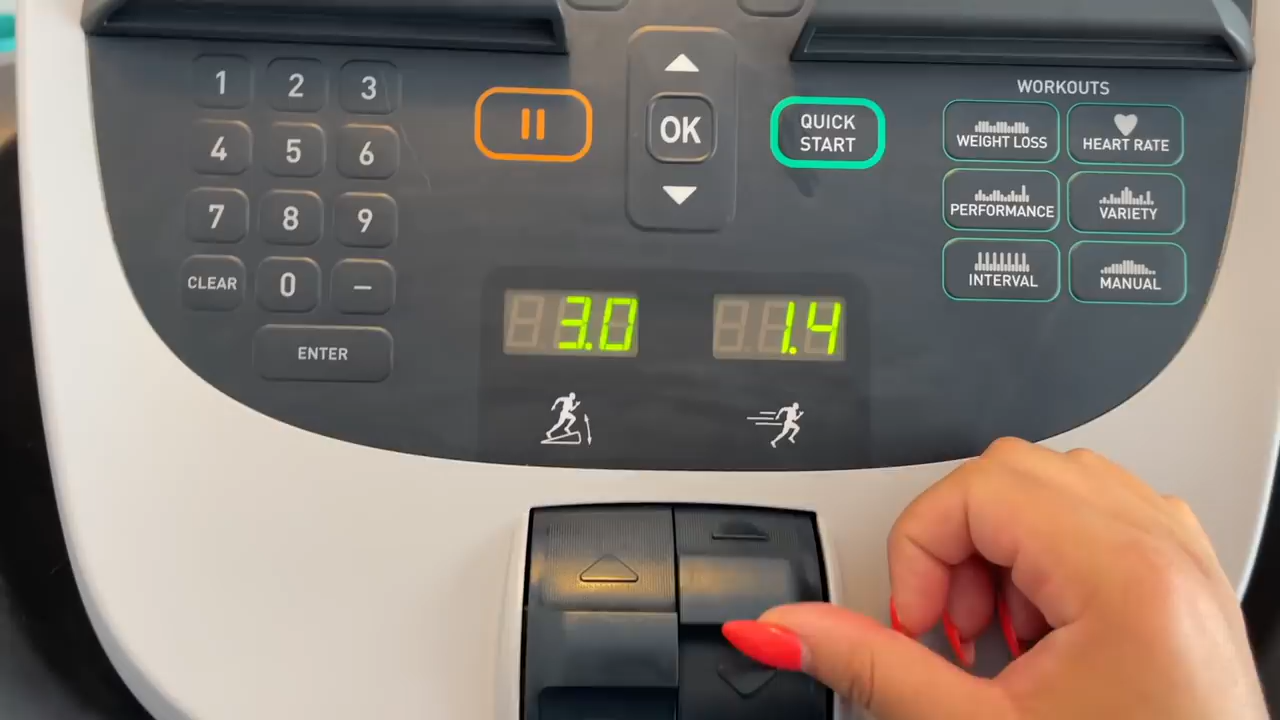 1 2 3
4 5 6
7 8 9
CLEAR 0 –
ENTER
OK
QUICK
START
WORKOUTS
WEIGHT LOSS
HEART RATE
PERFORMANCE
VARIETY
INTERVAL
MANUAL
3.0
1.4